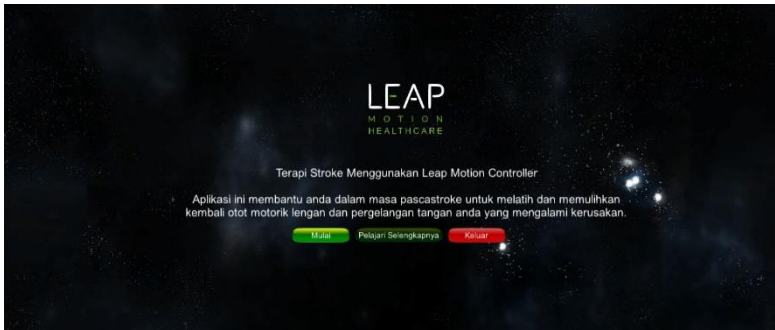 LEAP
MOTION
HEALTHCARE
Terapi Stroke Menggunakan Leap Motion Controller
Aplikasi ini membantu anda dalam masa pascastroke untuk melatih dan memulihkan
kembali otot motorik lengan dan pergelangan tangan anda yang mengalami kerusakan.
Mulai Pelajari Selengkapnya Keluar